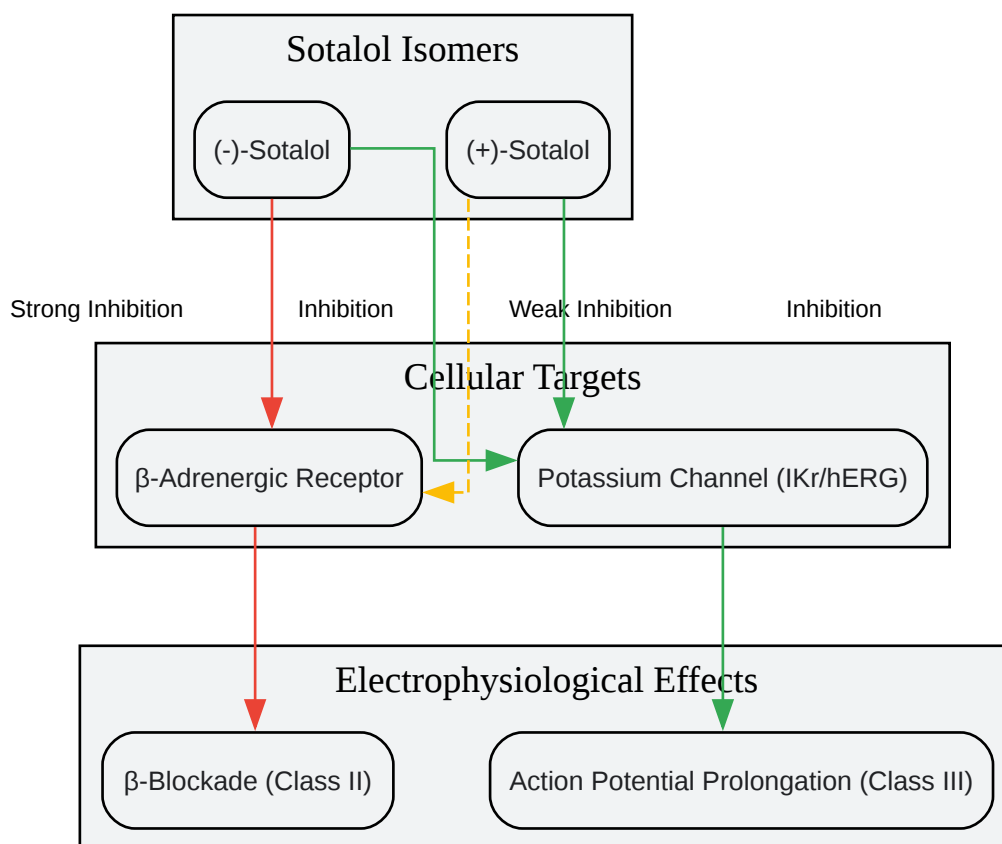 Sotalol Isomers
(-)-Sotalol
(+)-Sotalol
Strong Inhibition
Inhibition
Weak Inhibition
Inhibition
Cellular Targets
β-Adrenergic Receptor
Potassium Channel (IKr/hERG)
Electrophysiological Effects
β-Blockade (Class II)
Action Potential Prolongation (Class III)